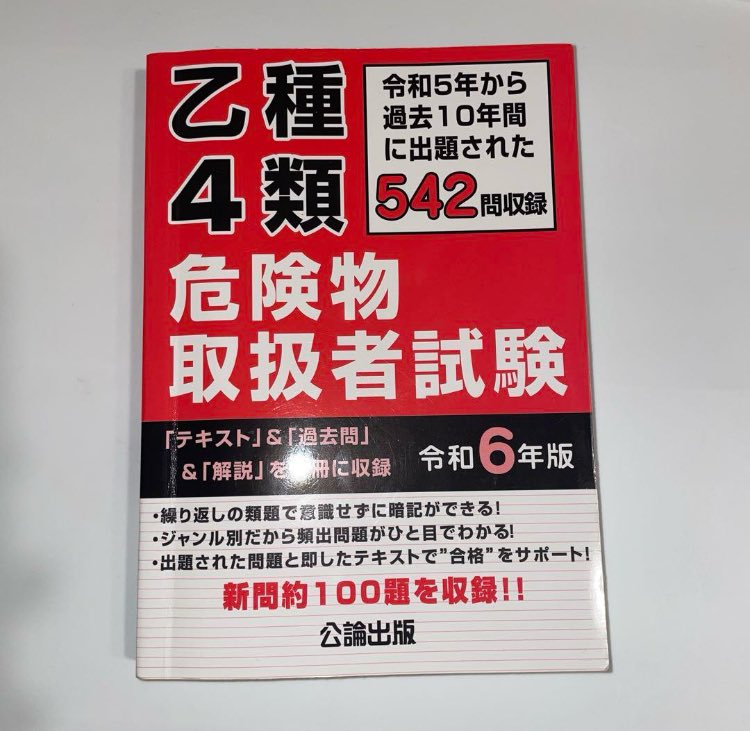 乙種
4類
令和5年から
過去10年間
に出題された
542問収録
危険物
取扱者試験
「テキスト」&「過去問」
&「解説」を 冊に収録
令和6年版
・繰り返しの類題で意識せずに暗記ができる!
・ジャンル別だから頻出問題がひと目でわかる!
・出題された問題と即したテキストで"合格"をサポート!
新問約100題を収録!!
公論出版